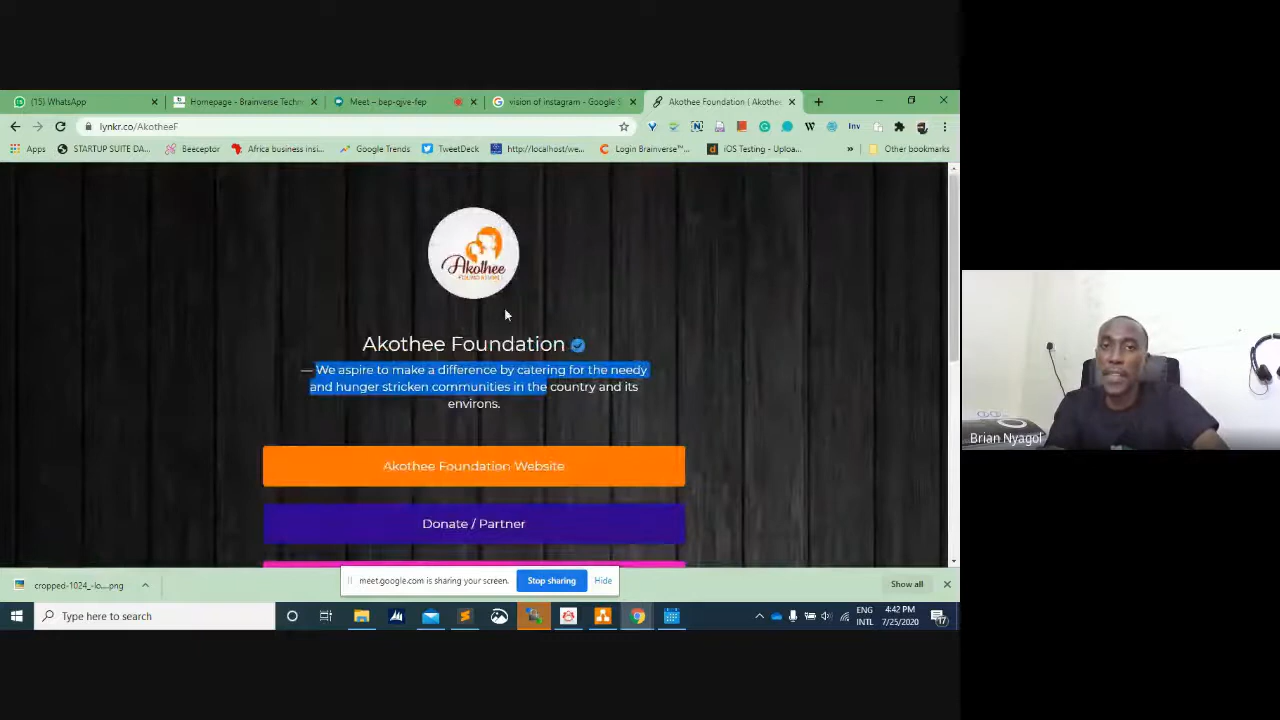 (15) WhatsApp
Homepage - Brainverse Techn
Meet – bep-qjve-fep
vision of instagram - Google S
Akothee Foundation | Akothee
lynkr.co/AkotheeF
Inv
Apps
STARTUP SUITE DA...
Beeceptor
Africa business insi...
Google Trends
TweetDeck
http://localhost/we...
Login Brainverse™...
iOS Testing - Uploa...
»
Other bookmarks
Akothee
Akothee Foundation
— We aspire to make a difference by catering for the needy
and hunger stricken communities in the country and its
environs.
Akothee Foundation Website
Donate / Partner
Brian Nyagol
cropped-1024_-lo....png
meet.google.com is sharing your screen.
Stop sharing
Hide
Show all
Type here to search
ENG
INTL
4:42 PM
7/25/2020
17